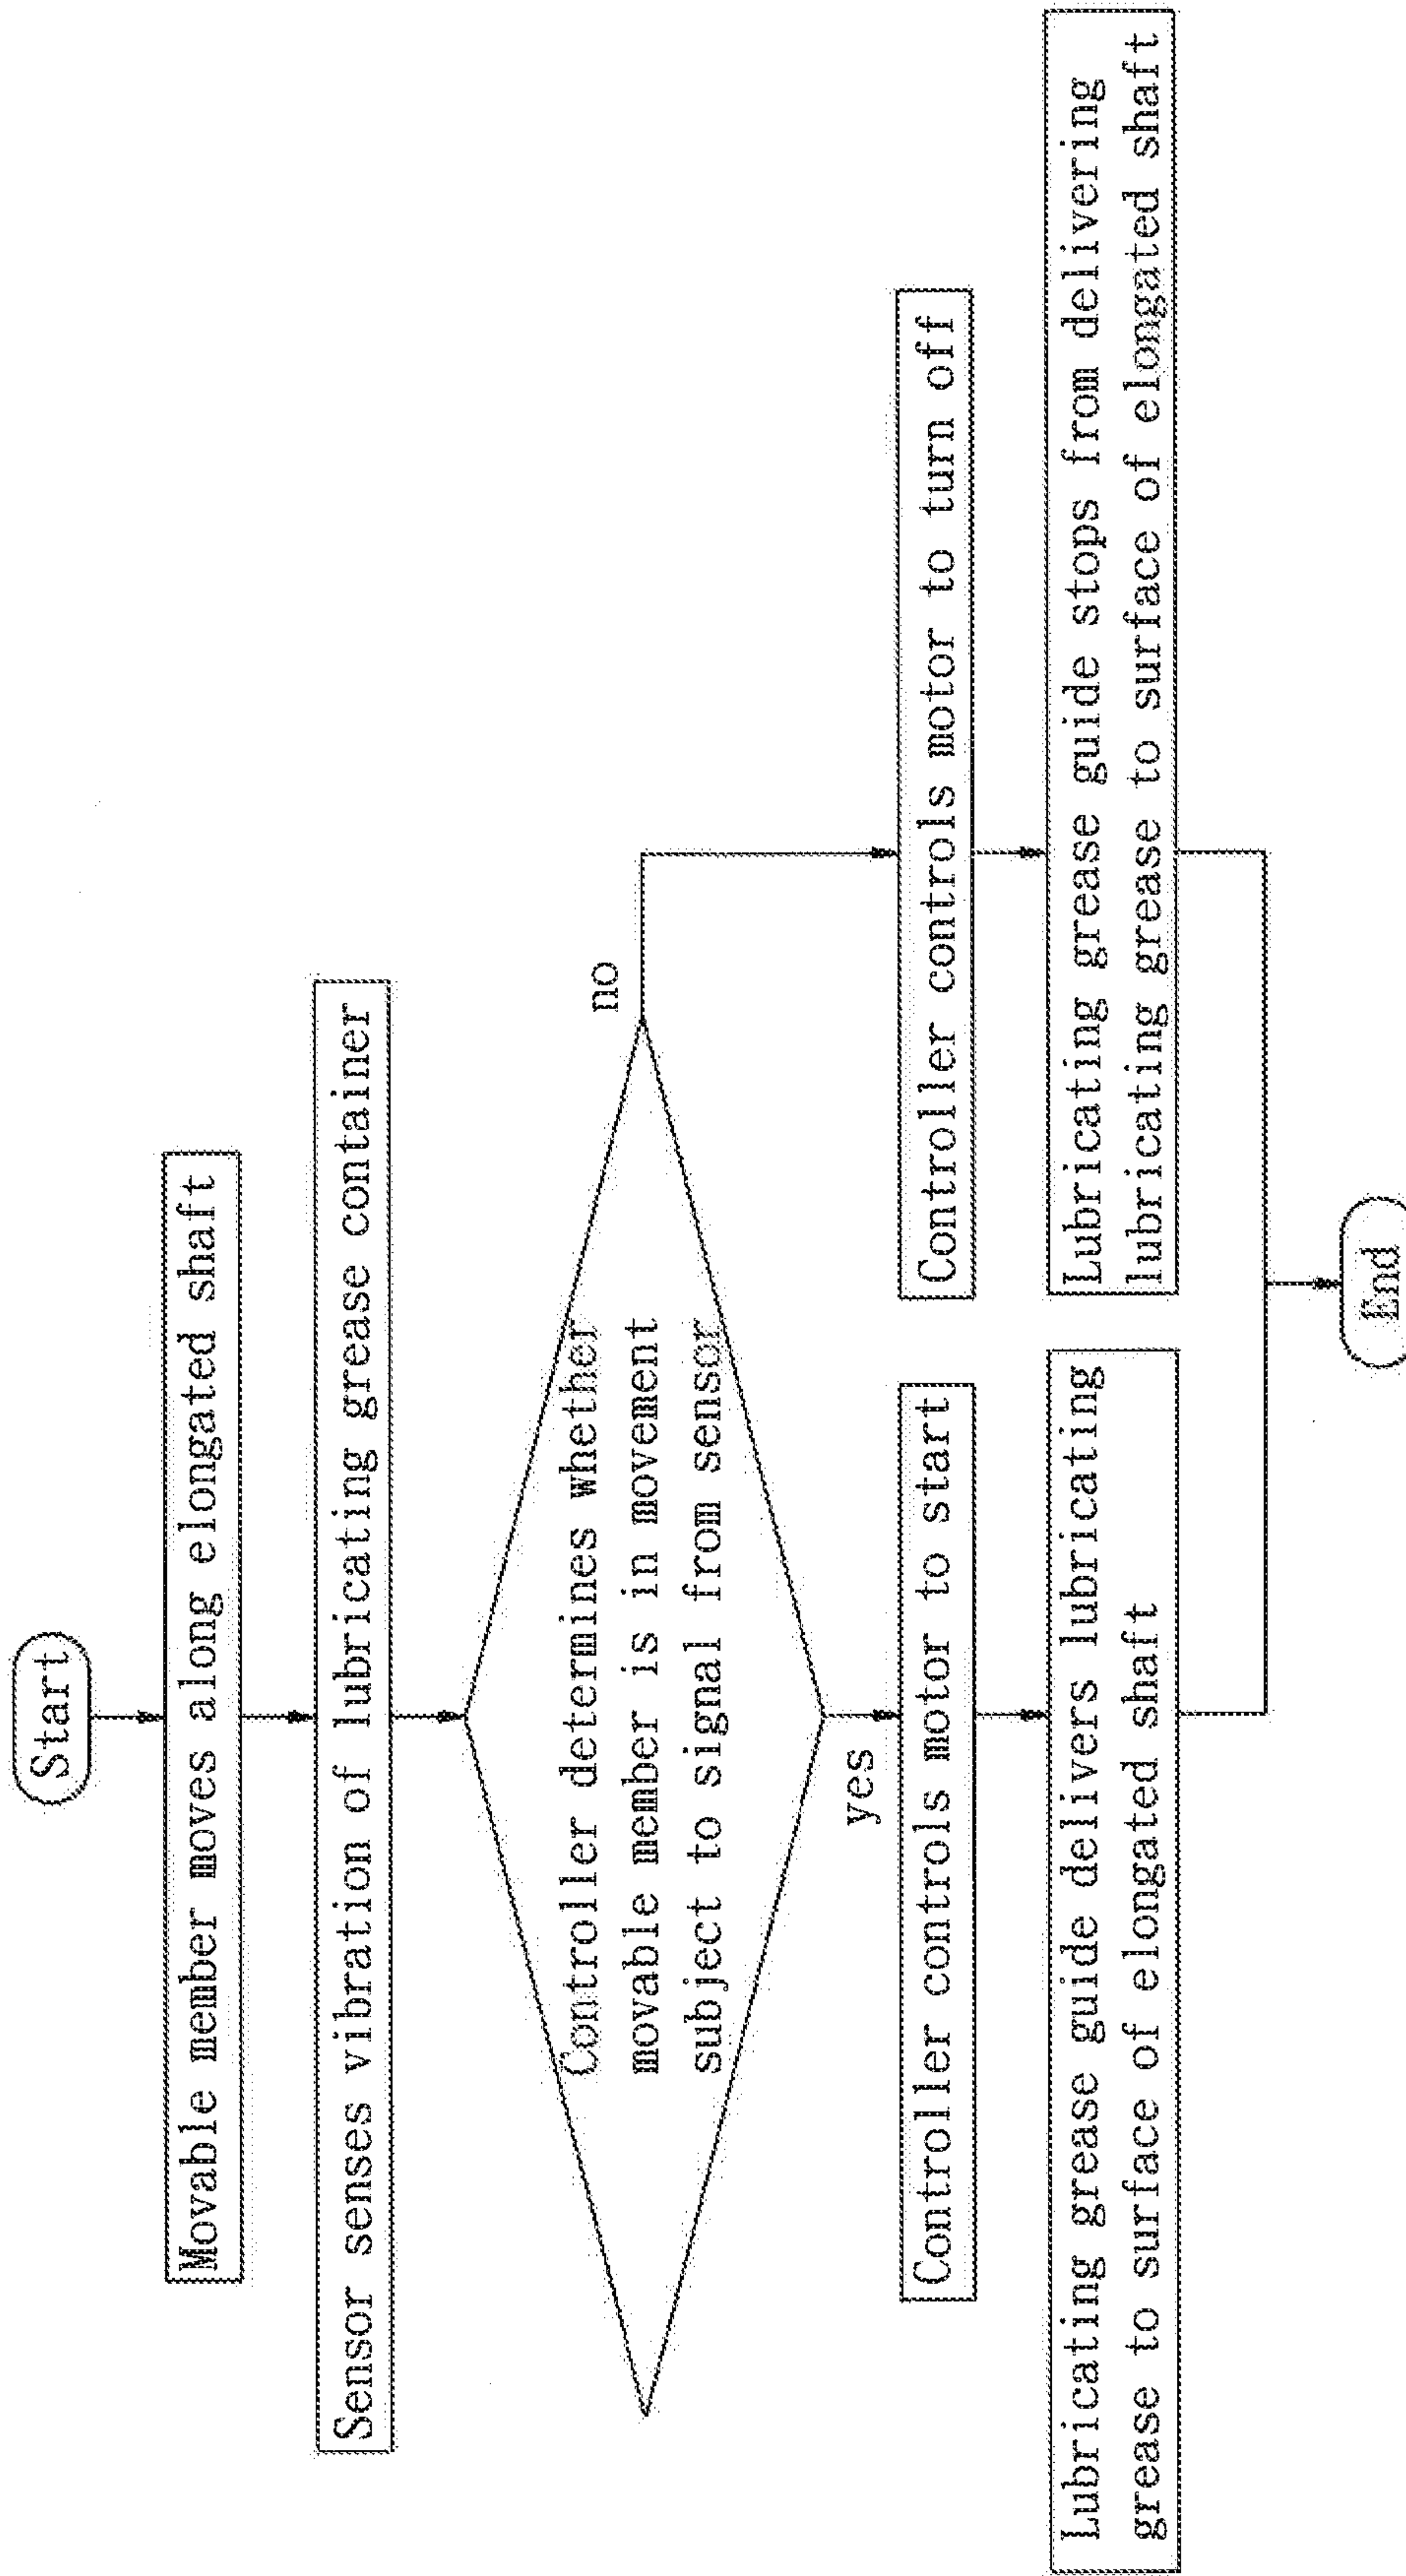 Start
Movable member moves along elongated shaft
Sensor senses vibration of lubricating grease container
Controller determines whether
movable member is in movement
subject to signal from sensor
no
yes
Controller controls motor to start
Controller controls motor to turn off
Lubricating grease guide delivers lubricating
grease to surface of elongated shaft
Lubricating grease guide stops from delivering
lubricating grease to surface of elongated shaft
End